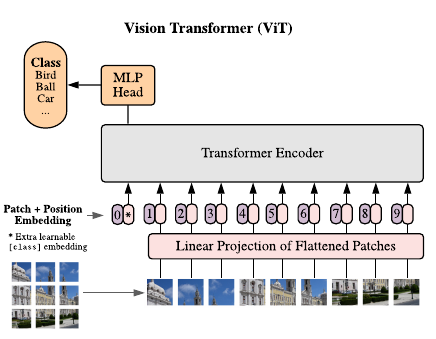 Vision Transformer (ViT)
Class
Bird
Ball
Car
...
MLP
Head
Transformer Encoder
Patch + Position
Embedding
0 * 1 2 3 4 5 6 7 8 9
* Extra learnable
[class] embedding
Linear Projection of Flattened Patches